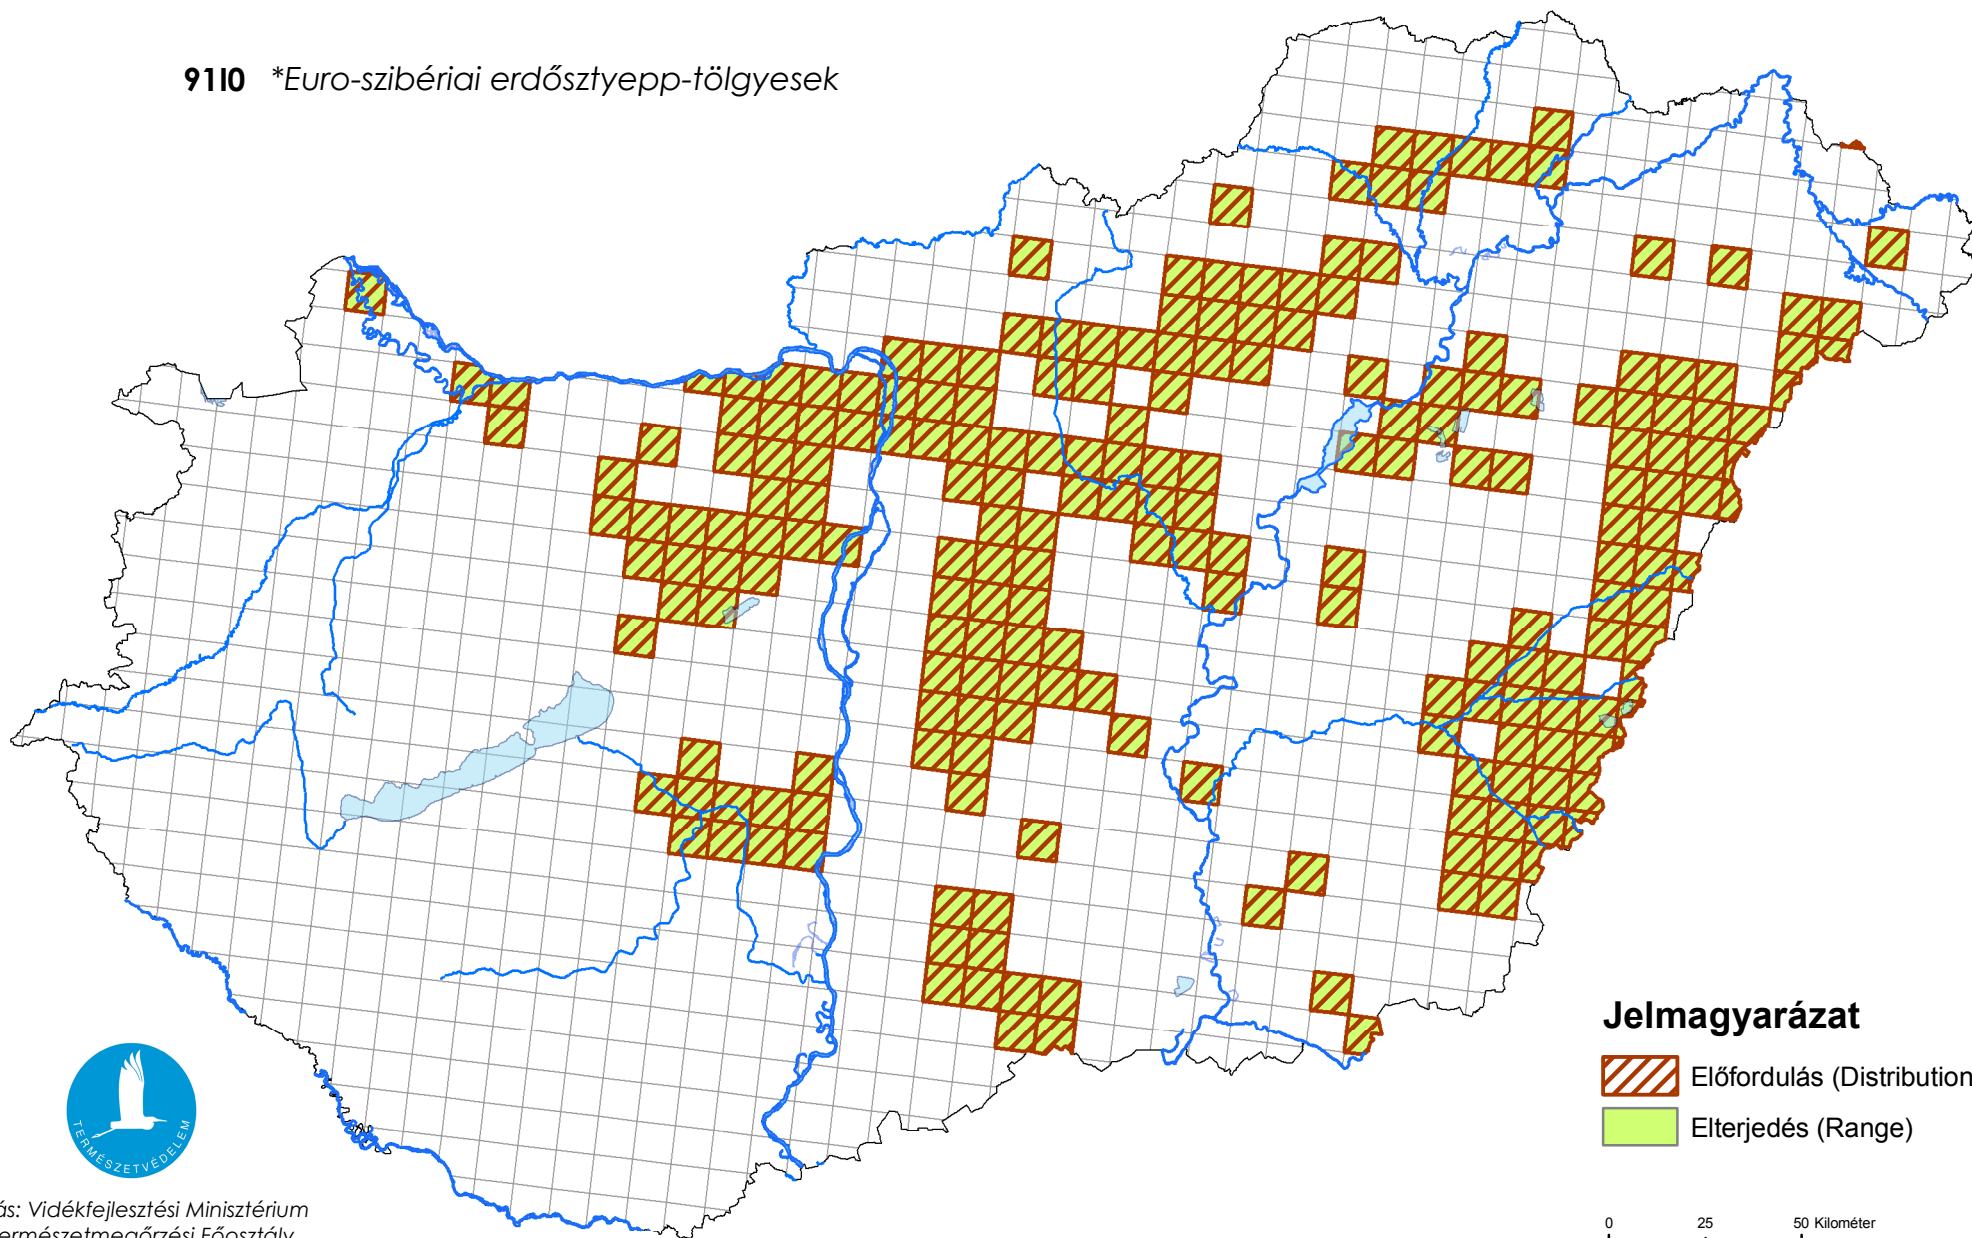 91I0 *Euro-szibériai erdősztyepp-tölgyesek
Jelmagyarázat
Előfordulás (Distribution
Elterjedés (Range)
TERMÉSZETVÉDELEM
ás: Vidékfejlesztési Minisztérium
ermészetmegőrzési Főosztály
0 25 50 Kilométer